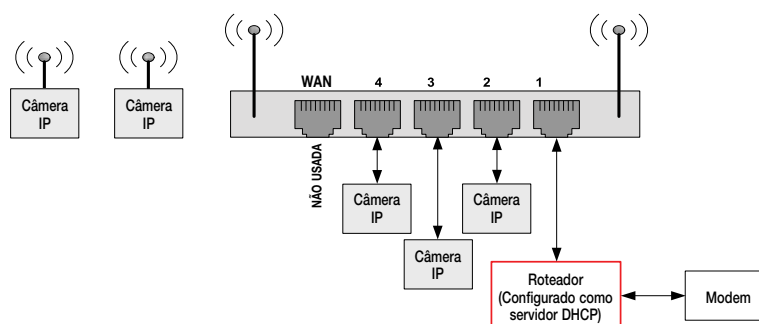 WAN 4 3 2 1
Câmera
IP
Câmera
IP
NÃO USADA
Câmera
IP
Câmera
IP
Câmera
IP
Roteador
(Configurado como
servidor DHCP)
Modem